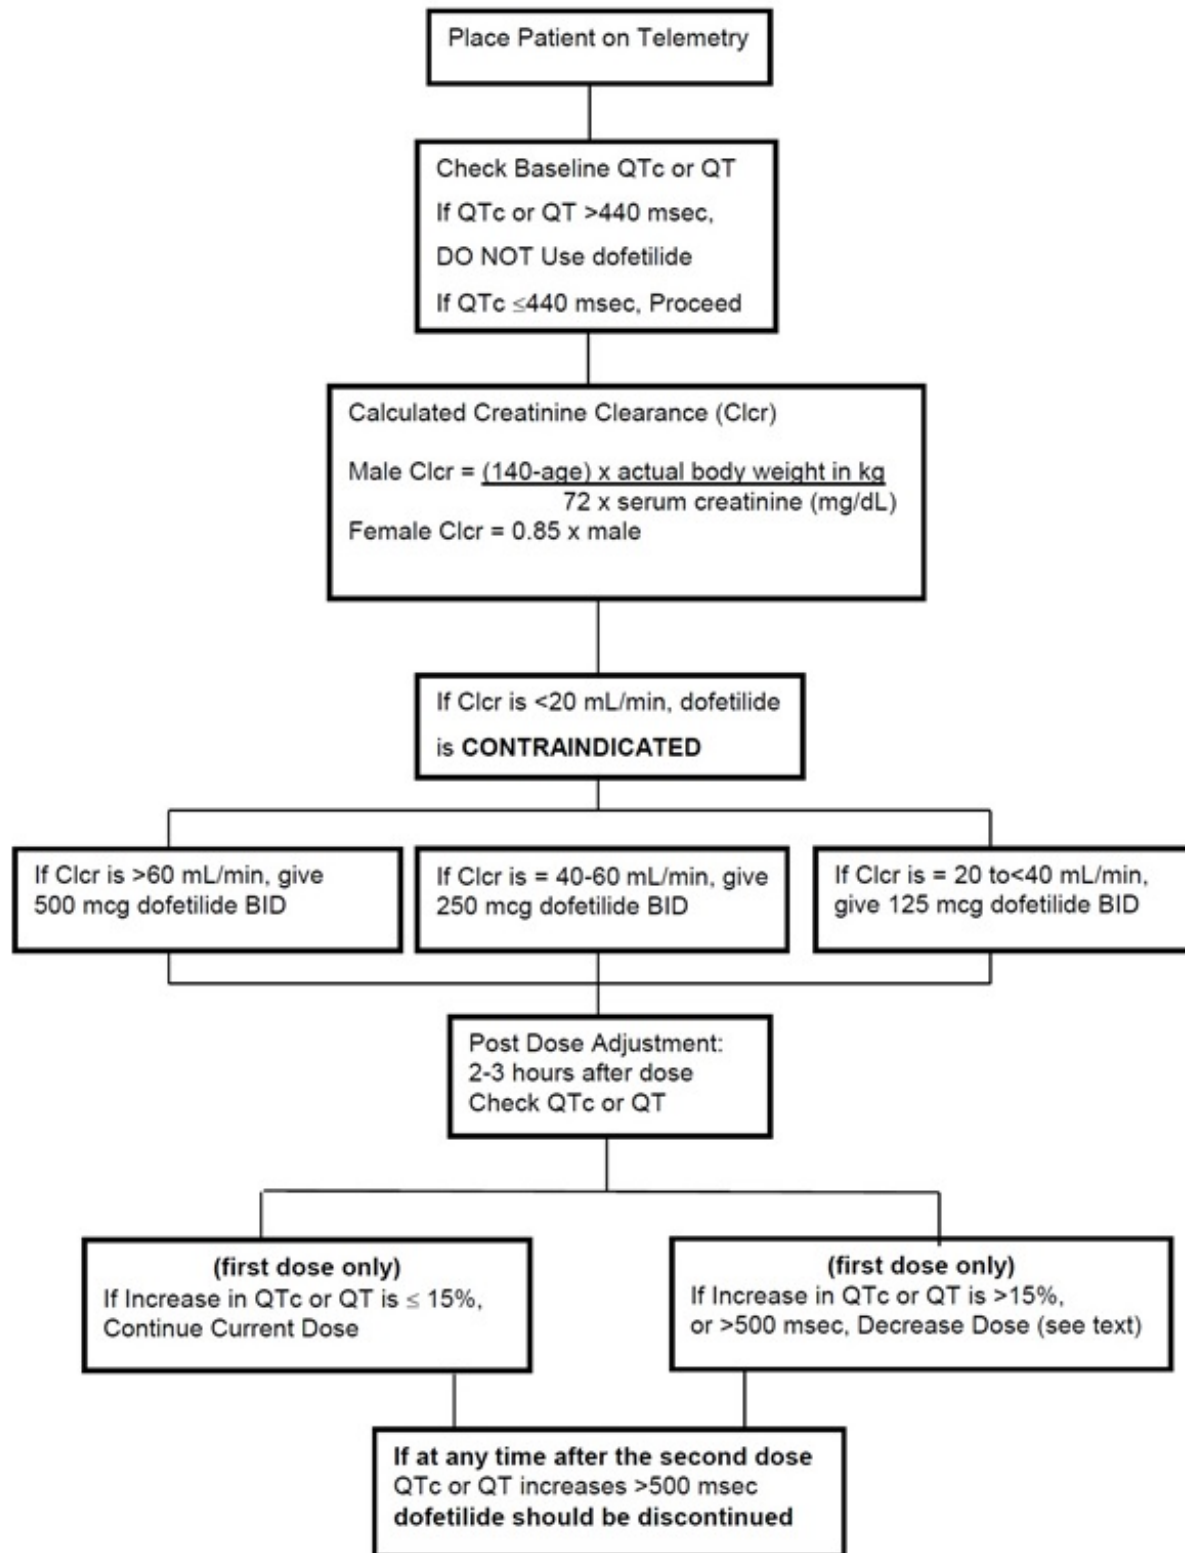 Place Patient on Telemetry
Check Baseline QTc or QT
If QTc or QT >440 msec,
DO NOT Use dofetilide
If QTc ≤440 msec, Proceed
Calculated Creatinine Clearance (Clcr)
Male Clcr = (140-age) x actual body weight in kg
72 x serum creatinine (mg/dL)
Female Clcr = 0.85 x male
If Clcr is <20 mL/min, dofetilide
is CONTRAINDICATED
If Clcr is >60 mL/min, give
500 mcg dofetilide BID
If Clcr is = 40-60 mL/min, give
250 mcg dofetilide BID
If Clcr is = 20 to<40 mL/min,
give 125 mcg dofetilide BID
Post Dose Adjustment:
2-3 hours after dose
Check QTc or QT
(first dose only)
If Increase in QTc or QT is ≤ 15%,
Continue Current Dose
(first dose only)
If Increase in QTc or QT is >15%,
or >500 msec, Decrease Dose (see text)
If at any time after the second dose
QTc or QT increases >500 msec
dofetilide should be discontinued